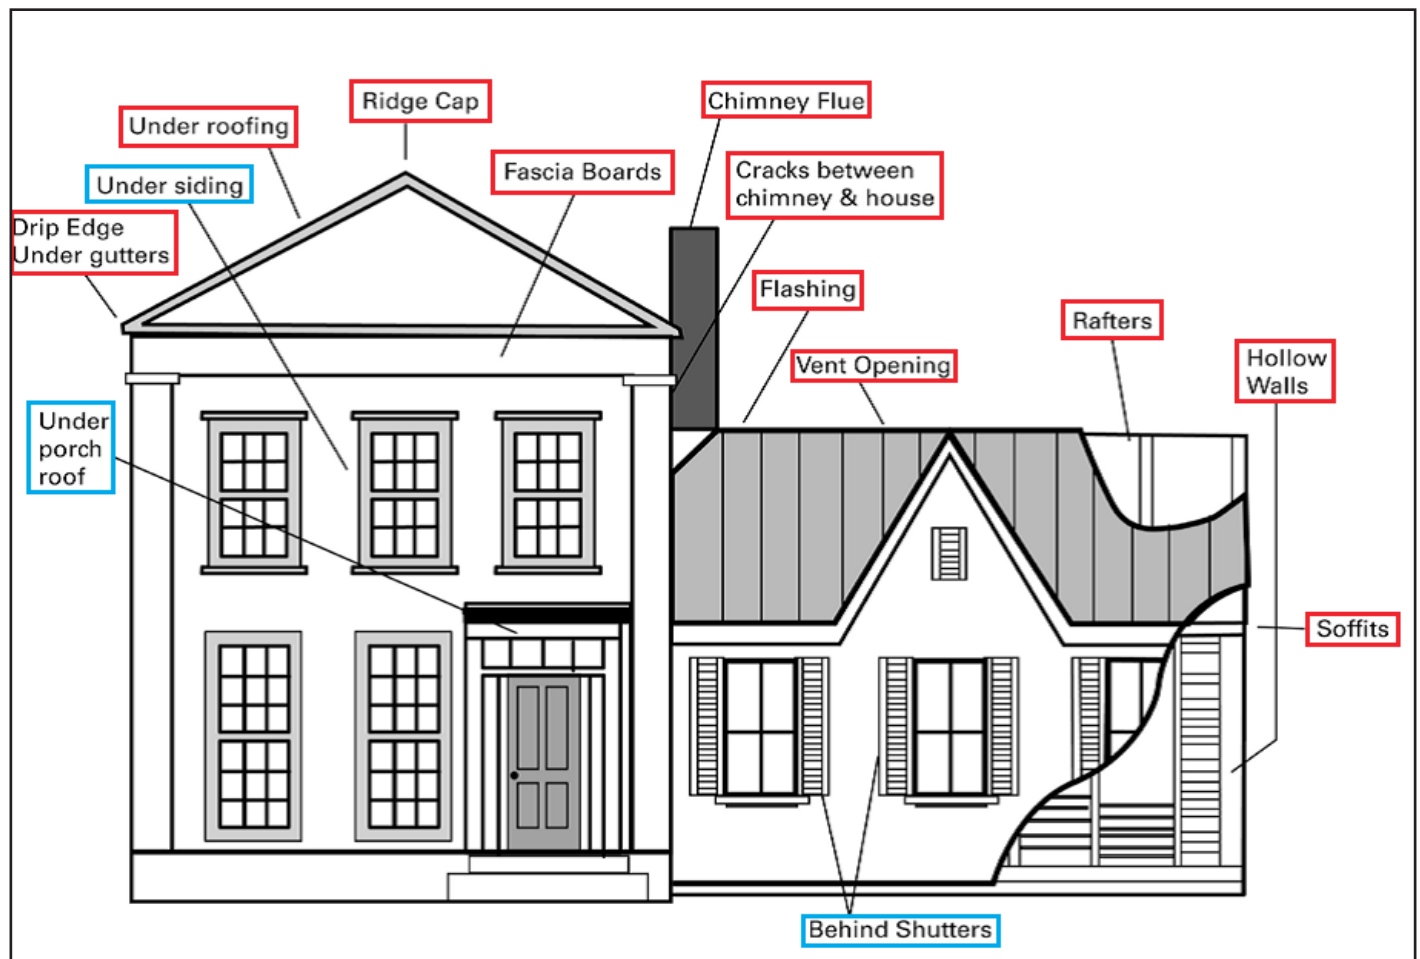 Ridge Cap
Chimney Flue
Under roofing
Fascia Boards
Cracks between
chimney & house
Under siding
Drip Edge
Under gutters
Flashing
Rafters
Vent Opening
Hollow
Walls
Under
porch
roof
Soffits
Behind Shutters